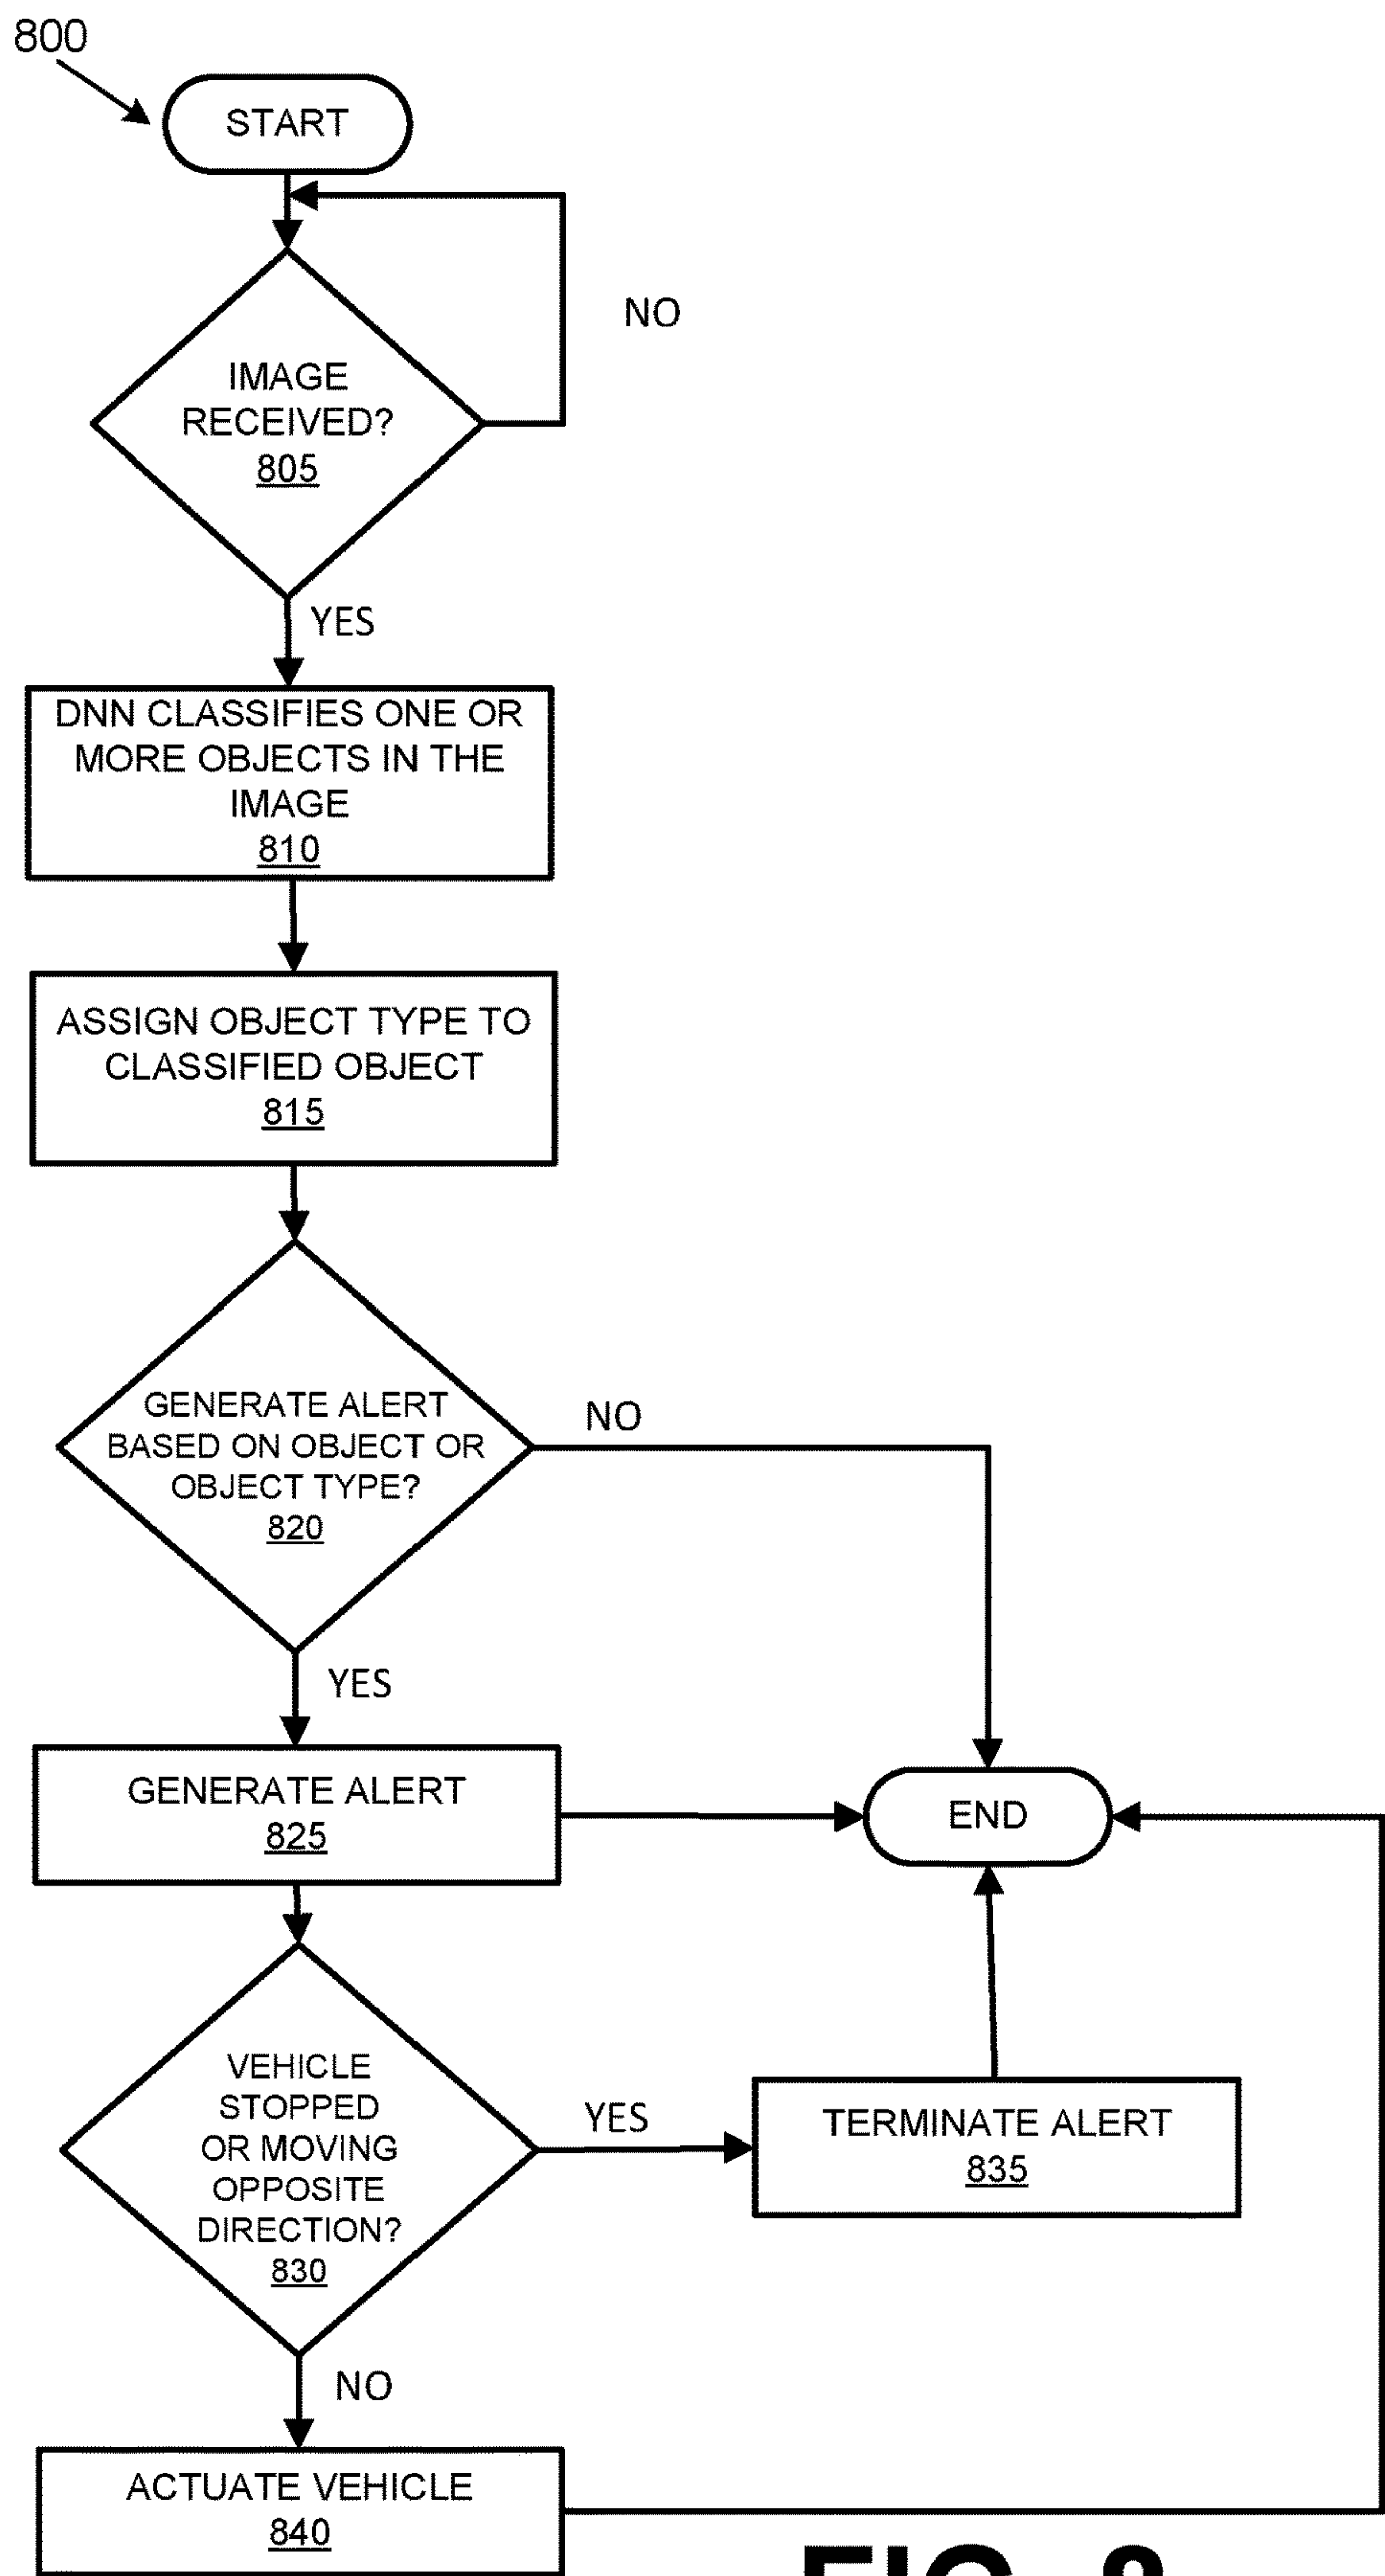 800
START
NO
IMAGE
RECEIVED?
805
YES
DNN CLASSIFIES ONE OR
MORE OBJECTS IN THE
IMAGE
810
ASSIGN OBJECT TYPE TO
CLASSIFIED OBJECT
815
GENERATE ALERT
BASED ON OBJECT OR
OBJECT TYPE?
820
NO
YES
GENERATE ALERT
825
END
VEHICLE
STOPPED
OR MOVING
OPPOSITE
DIRECTION?
830
YES
TERMINATE ALERT
835
NO
ACTUATE VEHICLE
840
FIG. 8